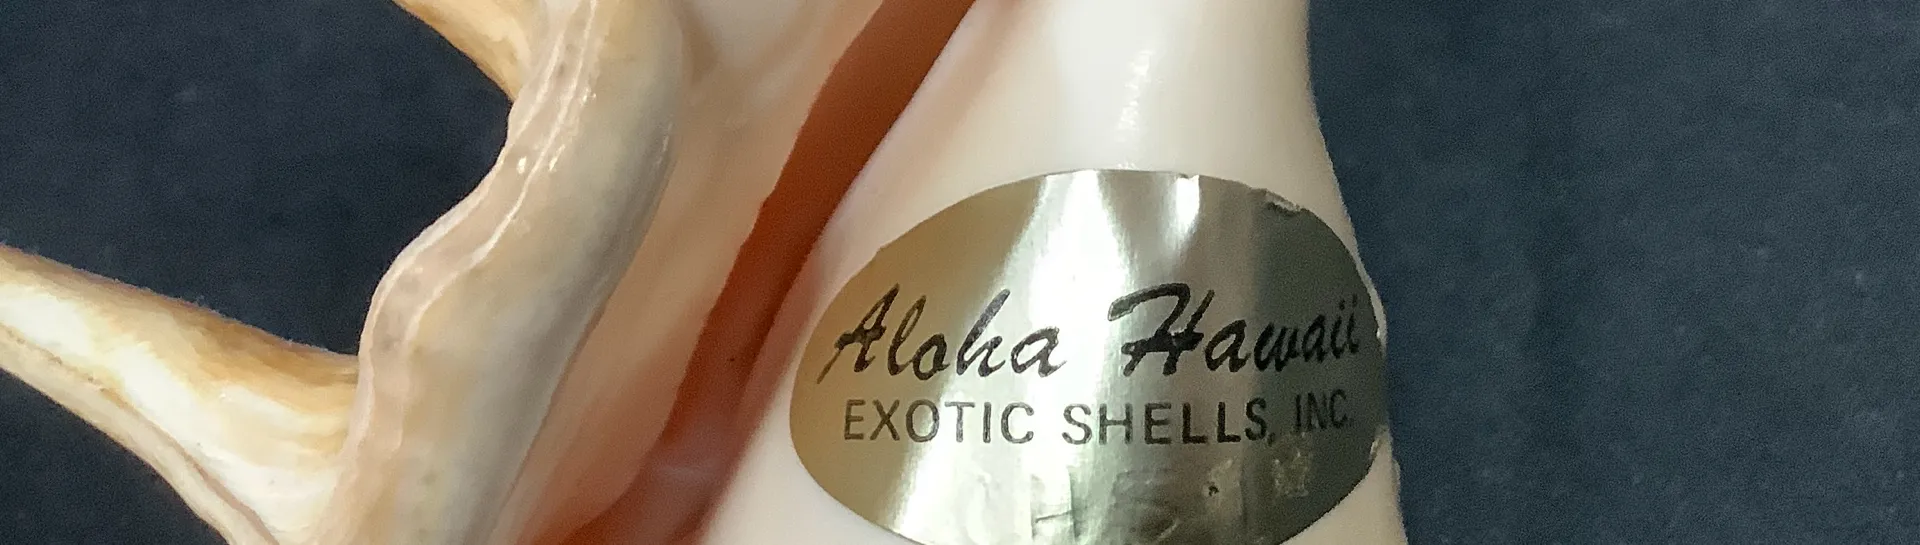 Aloha Hawaii
EXOTIC SHELLS, INC.